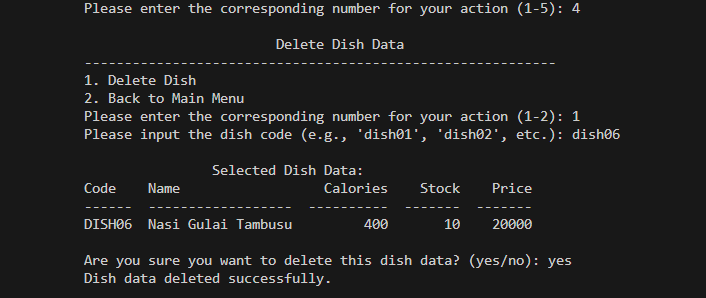 Please enter the corresponding number for your action (1-5): 4
Delete Dish Data
-----------------------------------------------------------
1. Delete Dish
2. Back to Main Menu
Please enter the corresponding number for your action (1-2): 1
Please input the dish code (e.g., 'dish01', 'dish02', etc.): dish06
Selected Dish Data:
Code    Name                  Calories    Stock    Price
------  ------------------  ----------  -------  -------
DISH06  Nasi Gulai Tambusu         400       10    20000
Are you sure you want to delete this dish data? (yes/no): yes
Dish data deleted successfully.